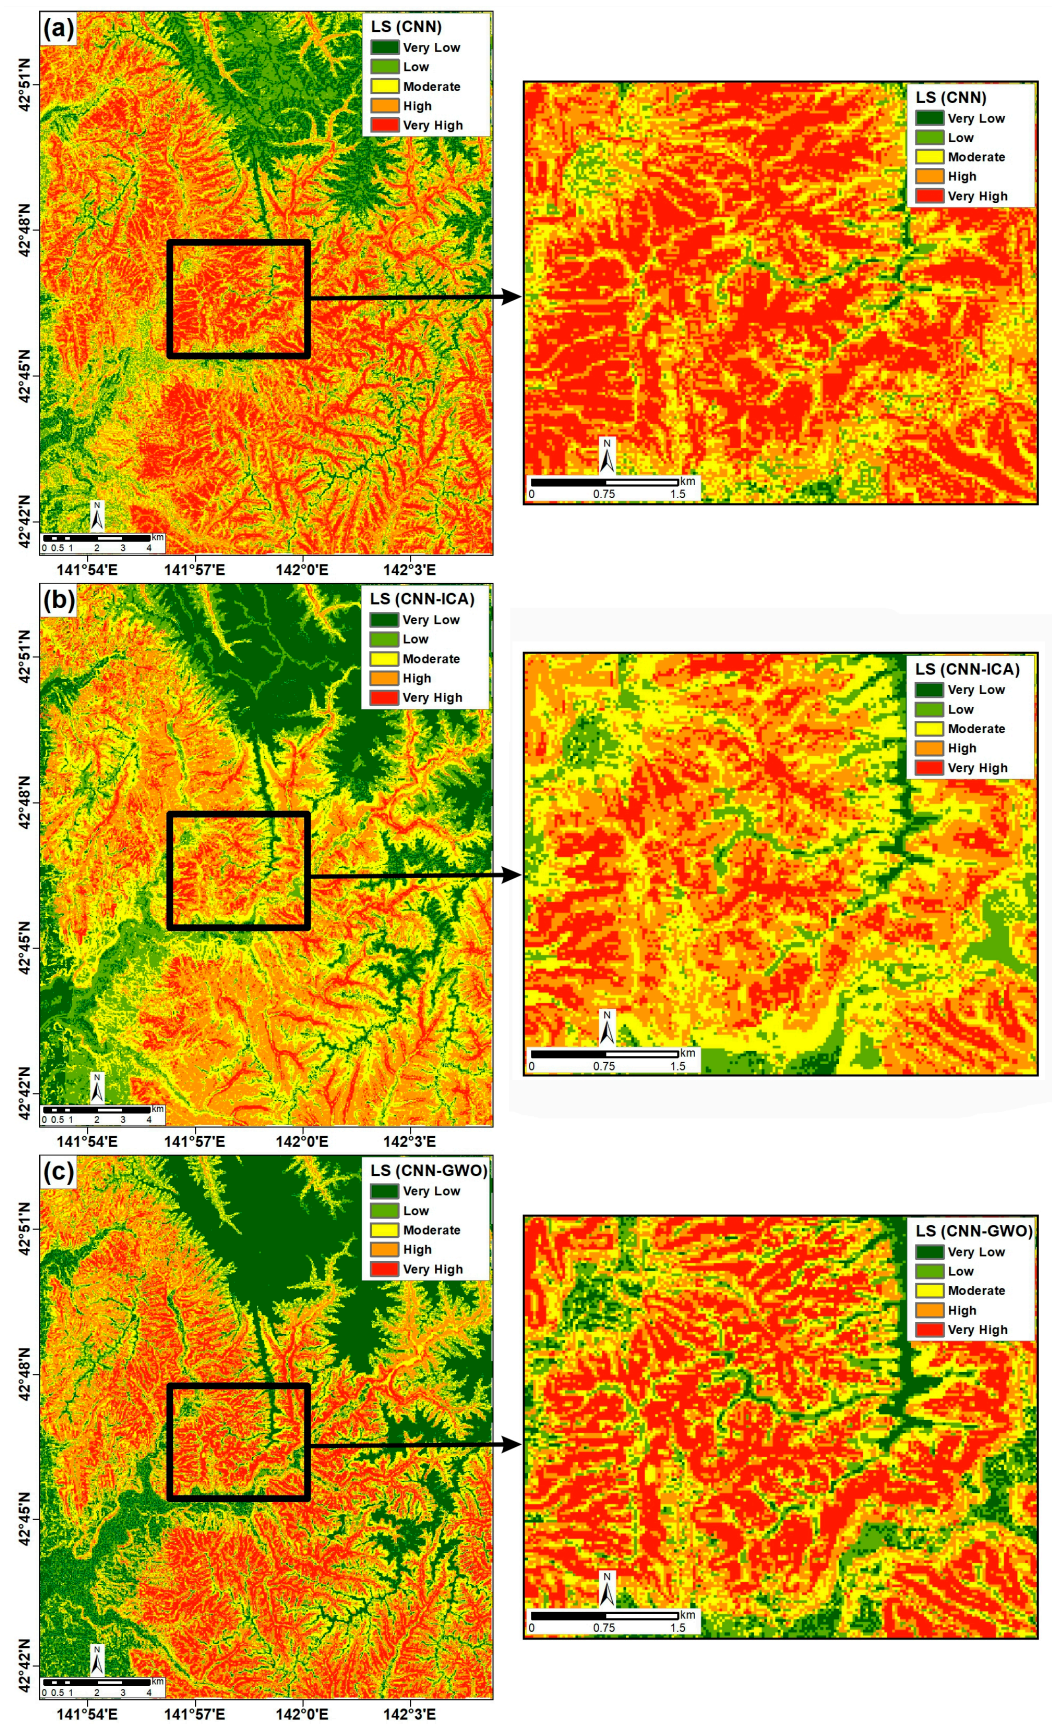 (a)
LS (CNN)
Very Low
Low
Moderate
High
Very High
42°51'N
42°48'N
42°45'N
42°42'N
N
km
0 0.5 1 2 3 4
141°54'E 141°57'E 142°0'E 142°3'E
LS (CNN)
Very Low
Low
Moderate
High
Very High
N
km
0 0.75 1.5
(b)
LS (CNN-ICA)
Very Low
Low
Moderate
High
Very High
42°51'N
42°48'N
42°45'N
42°42'N
N
km
0 0.5 1 2 3 4
141°54'E 141°57'E 142°0'E 142°3'E
LS (CNN-ICA)
Very Low
Low
Moderate
High
Very High
N
km
0 0.75 1.5
(c)
LS (CNN-GWO)
Very Low
Low
Moderate
High
Very High
42°51'N
42°48'N
42°45'N
42°42'N
N
km
0 0.5 1 2 3 4
141°54'E 141°57'E 142°0'E 142°3'E
LS (CNN-GWO)
Very Low
Low
Moderate
High
Very High
N
km
0 0.75 1.5